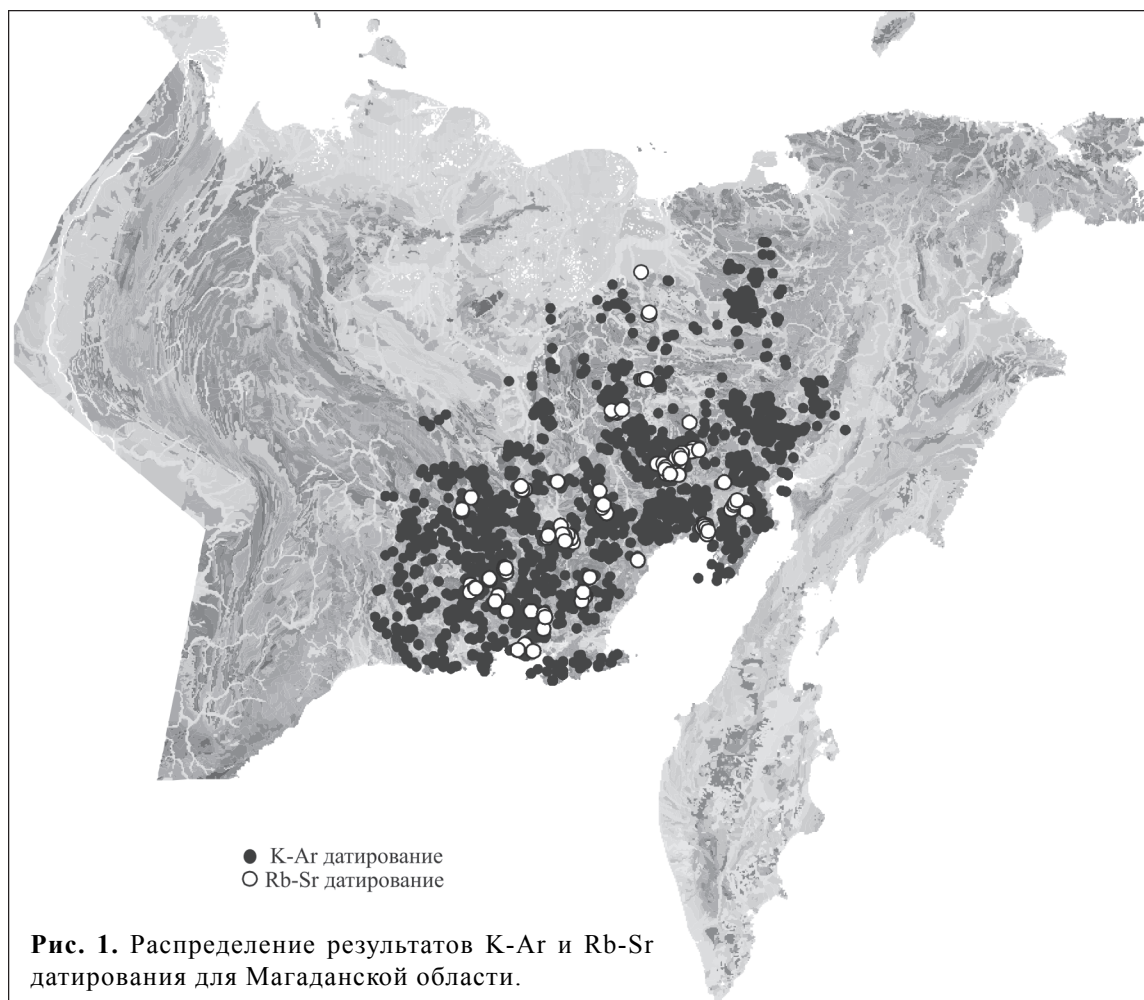 K-Ar датирование
Rb-Sr датирование
Рис. 1. Распределение результатов K-Ar и Rb-Sr
датирования для Магаданской области.